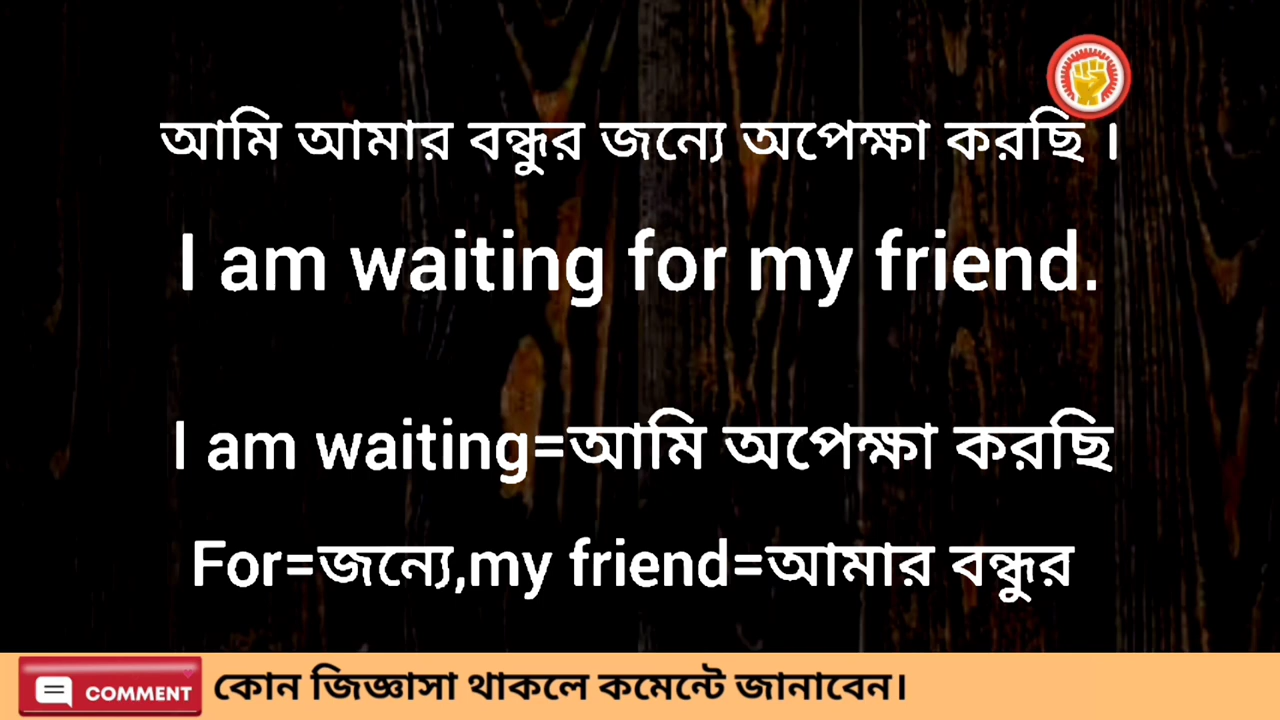 আমি আমার বন্ধুর জন্যে অপেক্ষা করছি ।
I am waiting for my friend.
I am waiting=আমি অপেক্ষা করছি
For=জন্যে,my friend=আমার বন্ধুর
COMMENT কোন জিজ্ঞাসা থাকলে কমেন্টে জানাবেন।